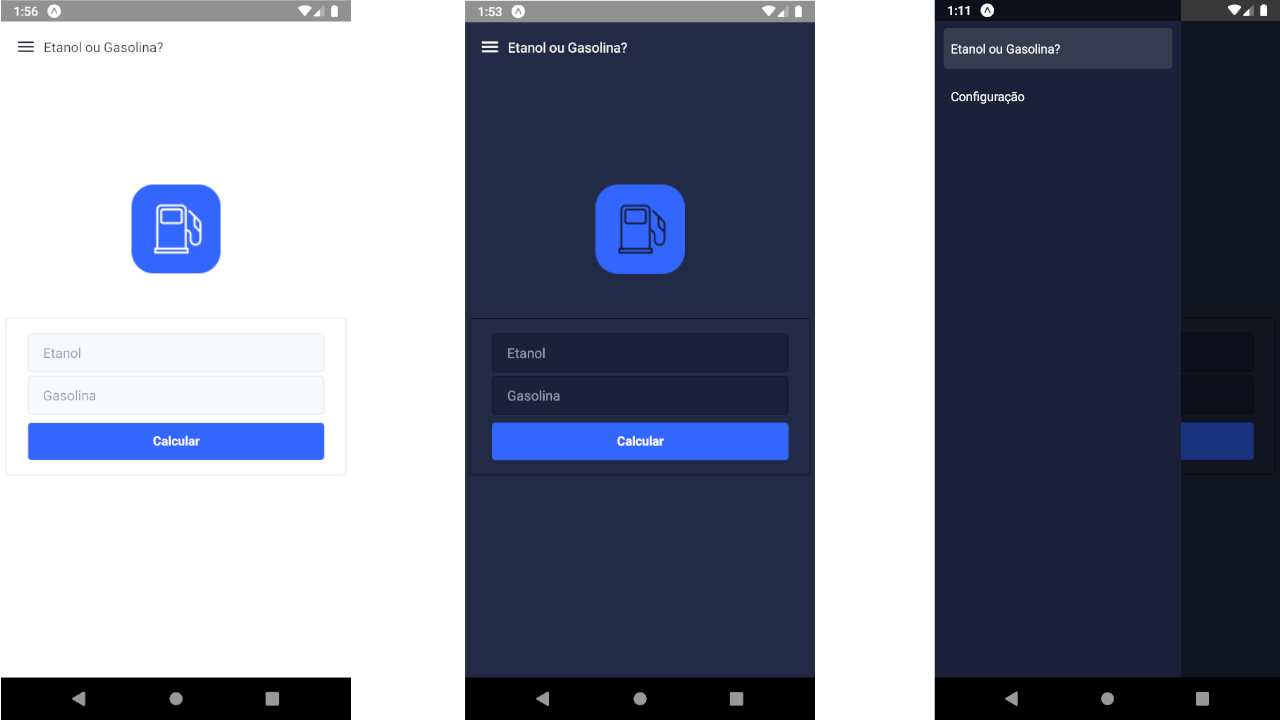 1:56
Etanol ou Gasolina?
Etanol
Gasolina
Calcular
1:53
Etanol ou Gasolina?
Etanol
Gasolina
Calcular
1:11
Etanol ou Gasolina?
Configuração